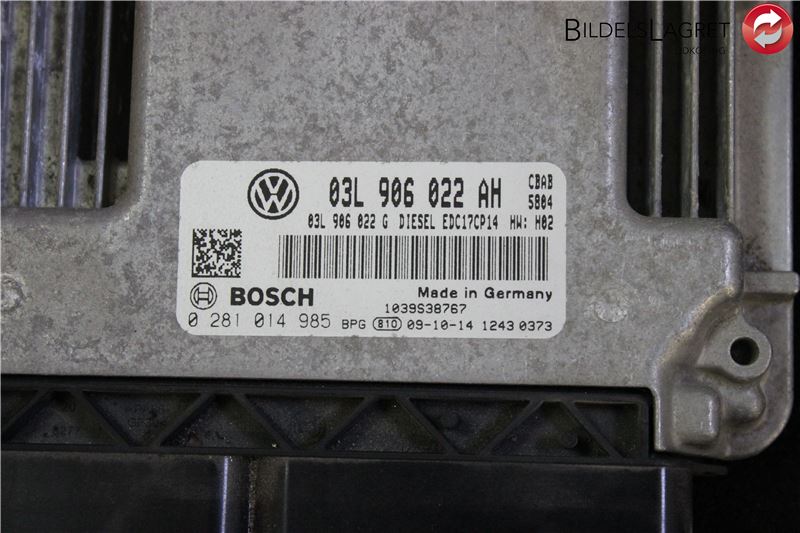 BILDELSLAGRET
03L 906 022 AH
CBAB
5804
03L 906 022 G DIESEL EDC17CP14 HW: H02
BOSCH
Made in Germany
1039S38767
0 281 014 985 BPG 810 09-10-14 1243 0373